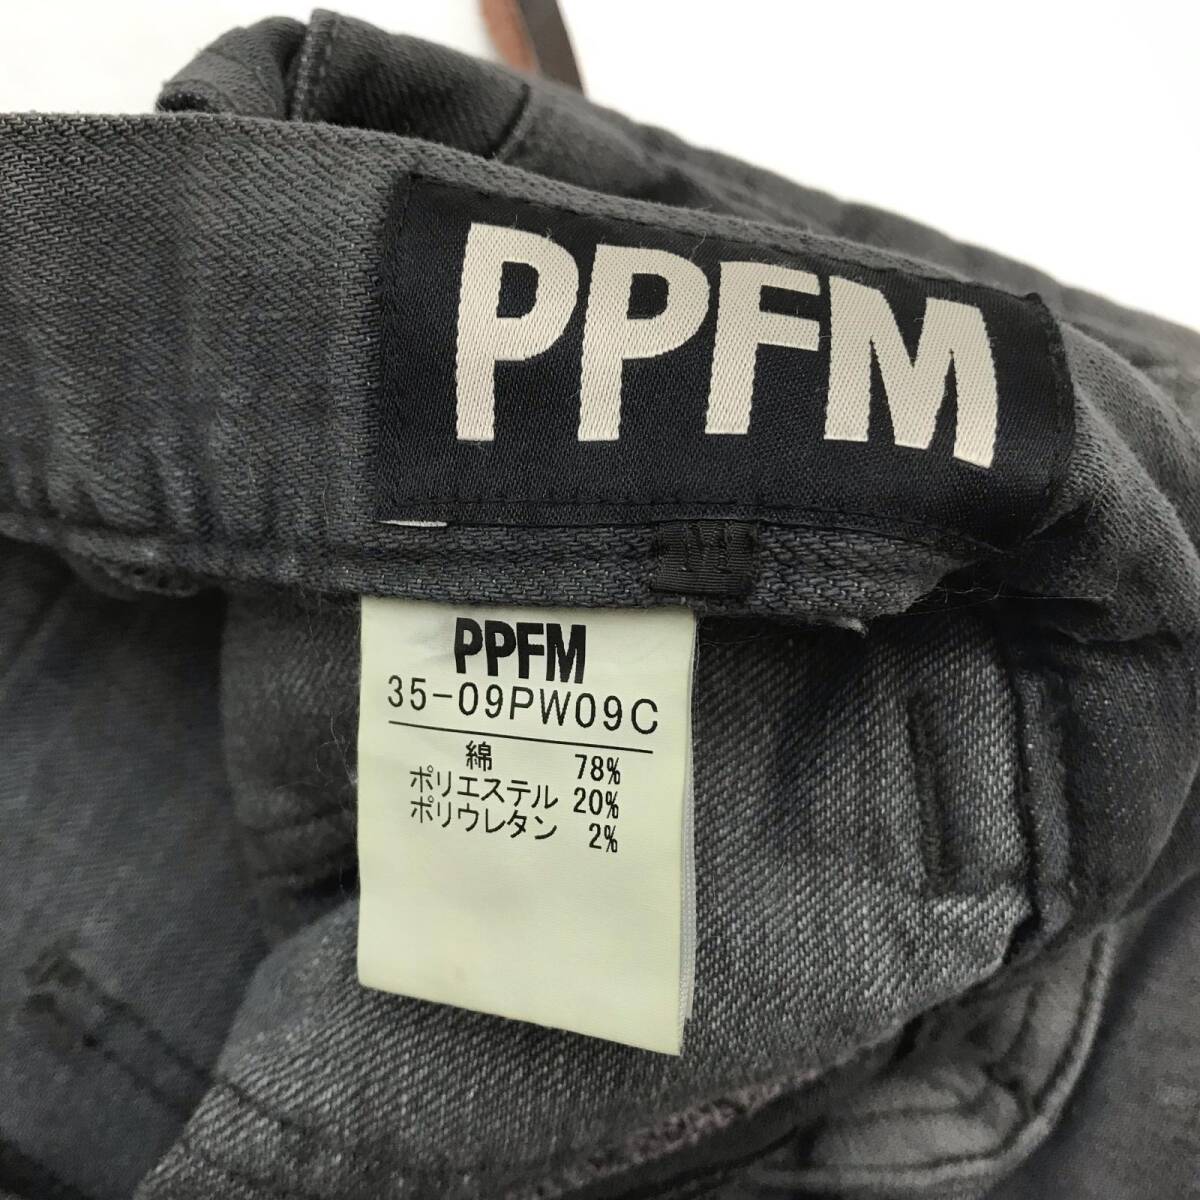 PPFM
M
PPFM
35-09PW09C
綿 78%
ポリエステル 20%
ポリウレタン 2%